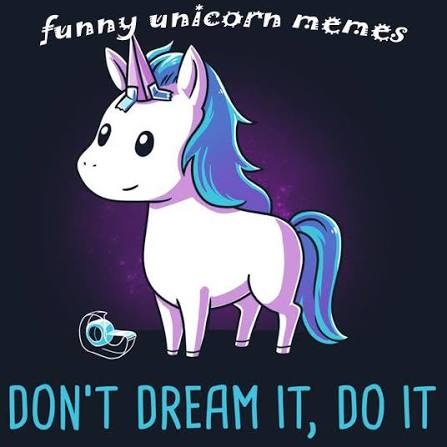 funny unicorn memes
DON'T DREAM IT, DO IT